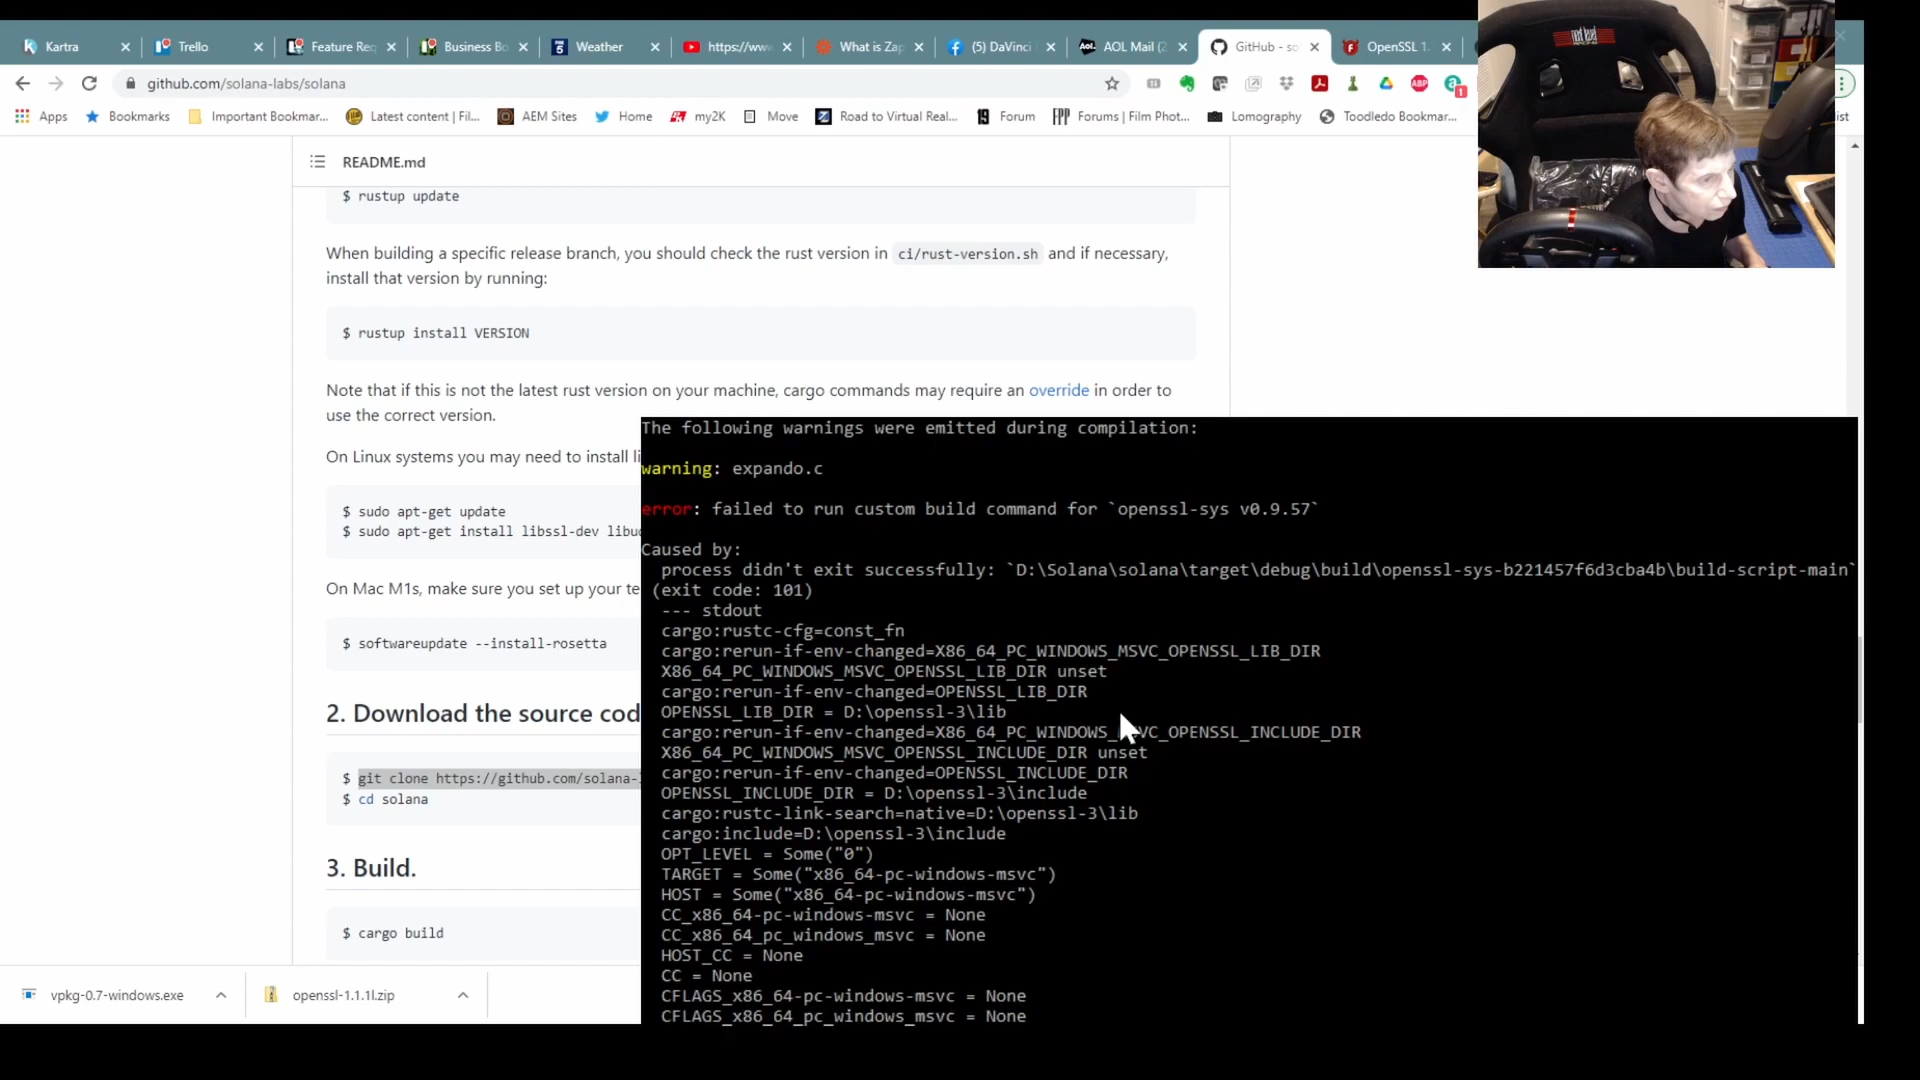 Kartra
Trello
Feature Req
Business Bo
Weather
https://www
What is Zap
(5) DaVinci
AOL Mail (2
GitHub - so
OpenSSL 1.
github.com/solana-labs/solana
Apps
Bookmarks
Important Bookmar...
Latest content | Fil...
AEM Sites
Home
my2K
Move
Road to Virtual Real...
Forum
Forums | Film Phot...
Lomography
Toodledo Bookmar...
ist
README.md
$ rustup update
When building a specific release branch, you should check the rust version in ci/rust-version.sh and if necessary,
install that version by running:
$ rustup install VERSION
Note that if this is not the latest rust version on your machine, cargo commands may require an override in order to
use the correct version.
On Linux systems you may need to install li
$ sudo apt-get update
$ sudo apt-get install libssl-dev libud
On Mac M1s, make sure you set up your te
$ softwareupdate --install-rosetta
2. Download the source cod
$ git clone https://github.com/solana-l
$ cd solana
3. Build.
$ cargo build
The following warnings were emitted during compilation:
warning: expando.c
error: failed to run custom build command for `openssl-sys v0.9.57`
Caused by:
process didn't exit successfully: `D:\Solana\solana\target\debug\build\openssl-sys-b221457f6d3cba4b\build-script-main`
(exit code: 101)
--- stdout
cargo:rustc-cfg=const_fn
cargo:rerun-if-env-changed=X86_64_PC_WINDOWS_MSVC_OPENSSL_LIB_DIR
X86_64_PC_WINDOWS_MSVC_OPENSSL_LIB_DIR unset
cargo:rerun-if-env-changed=OPENSSL_LIB_DIR
OPENSSL_LIB_DIR = D:\openssl-3\lib
cargo:rerun-if-env-changed=X86_64_PC_WINDOWS_MSVC_OPENSSL_INCLUDE_DIR
X86_64_PC_WINDOWS_MSVC_OPENSSL_INCLUDE_DIR unset
cargo:rerun-if-env-changed=OPENSSL_INCLUDE_DIR
OPENSSL_INCLUDE_DIR = D:\openssl-3\include
cargo:rustc-link-search=native=D:\openssl-3\lib
cargo:include=D:\openssl-3\include
OPT_LEVEL = Some("0")
TARGET = Some("x86_64-pc-windows-msvc")
HOST = Some("x86_64-pc-windows-msvc")
CC_x86_64-pc-windows-msvc = None
CC_x86_64_pc_windows_msvc = None
HOST_CC = None
CC = None
CFLAGS_x86_64-pc-windows-msvc = None
CFLAGS_x86_64_pc_windows_msvc = None
vpkg-0.7-windows.exe
openssl-1.1.1l.zip